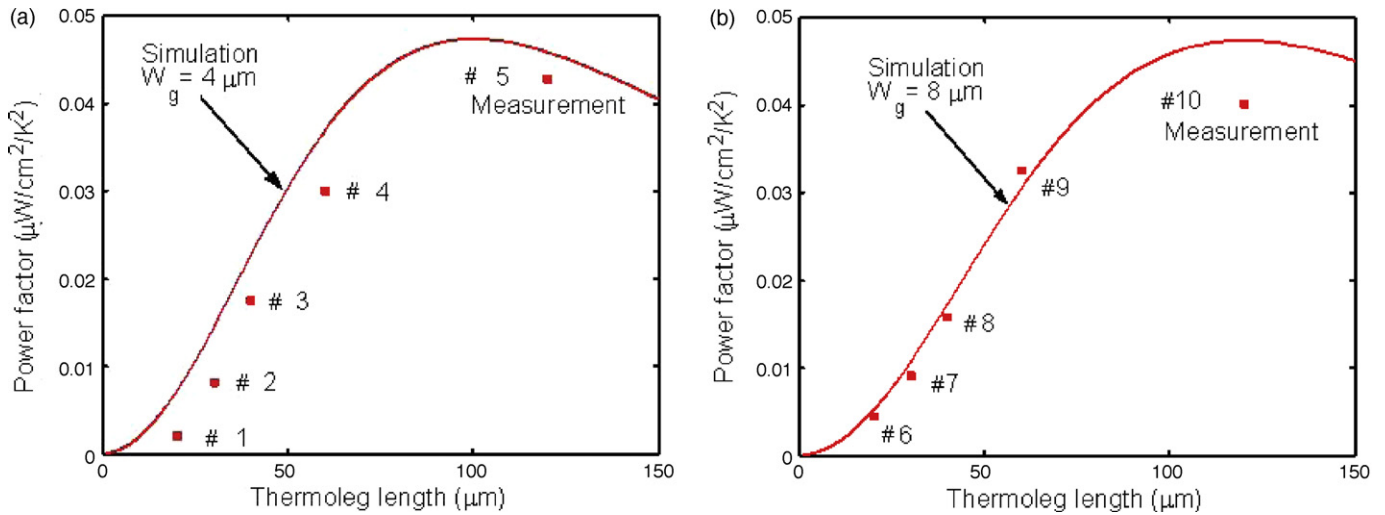 (a)
0.05
0.04
0.03
0.02
0.01
0
Power factor (μW/cm²/K²)
Simulation
W_g = 4 μm
# 5
Measurement
# 4
# 3
# 2
# 1
50
100
150
Thermoleg length (μm)
(b)
0.05
0.04
0.03
0.02
0.01
0
Power factor (μW/cm²/K²)
Simulation
W_g = 8 μm
#10
Measurement
#9
#8
#7
#6
0
50
100
150
Thermoleg length (μm)